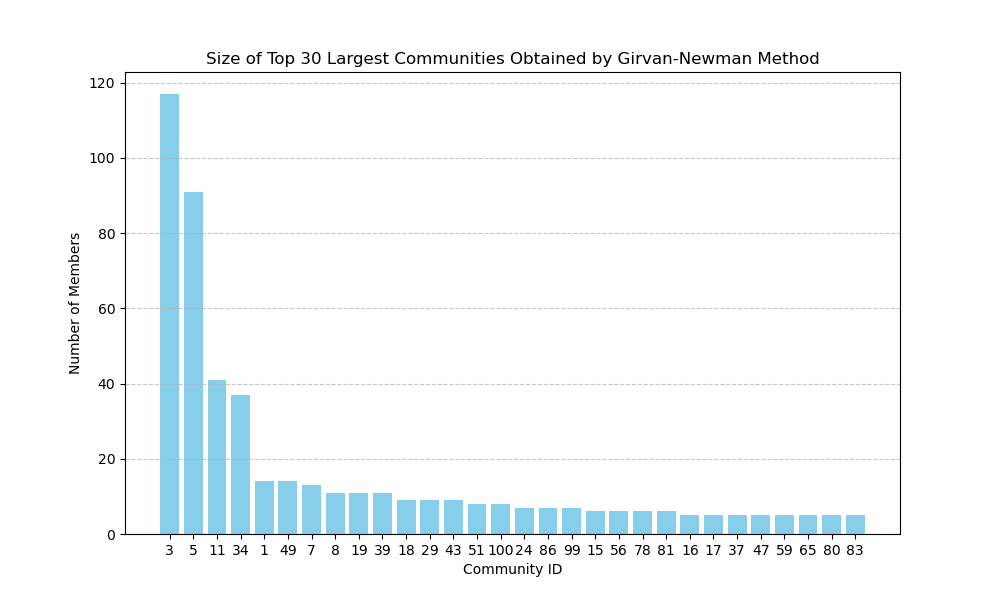 Size of Top 30 Largest Communities Obtained by Girvan-Newman Method
120
100
80
60
40
20
0
Number of Members
3 5 11 34 1 49 7 8 19 39 18 29 43 51 100 24 86 99 15 56 78 81 16 17 37 47 59 65 80 83
Community ID